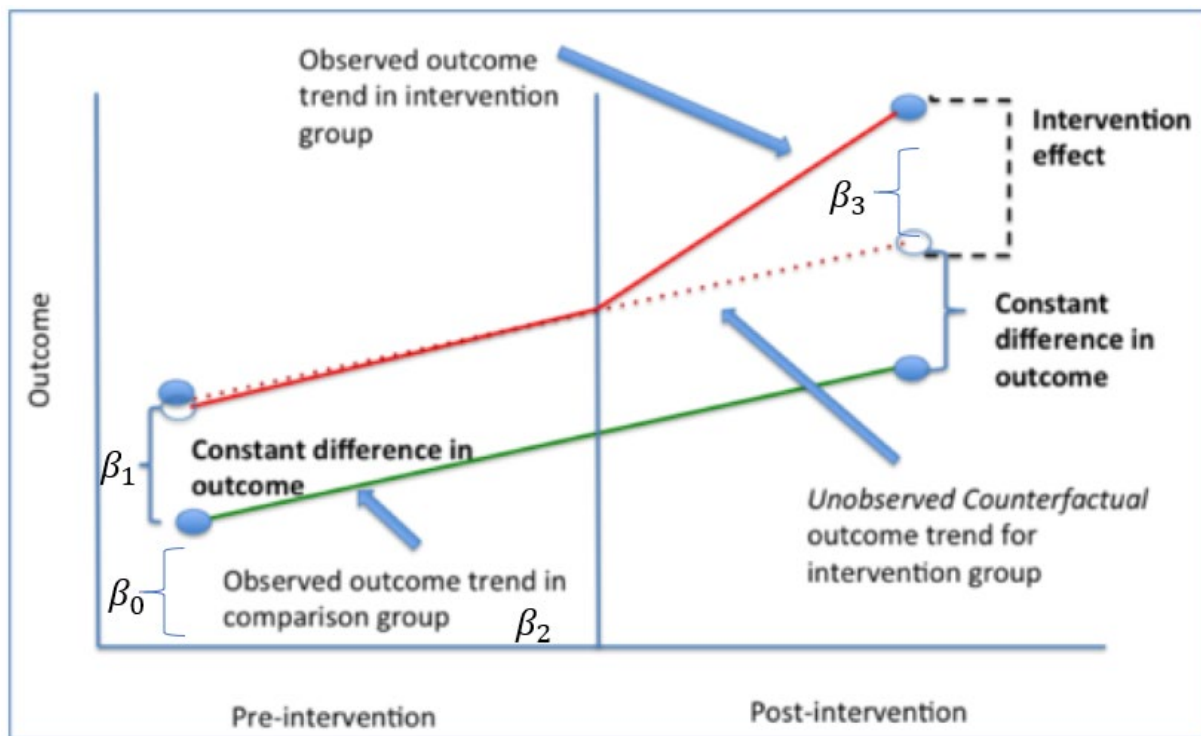 Observed outcome
trend in intervention
group
Intervention
effect
β3
Outcome
Constant
difference in
outcome
β1
Constant difference in
outcome
Unobserved Counterfactual
outcome trend for
intervention group
β0
Observed outcome trend in
comparison group
β2
Pre-intervention
Post-intervention